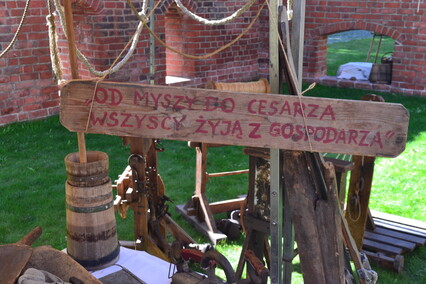 „OD MYSZY DO CESARZA
WSZYSCY ŻYJĄ Z GOSPODARZA"